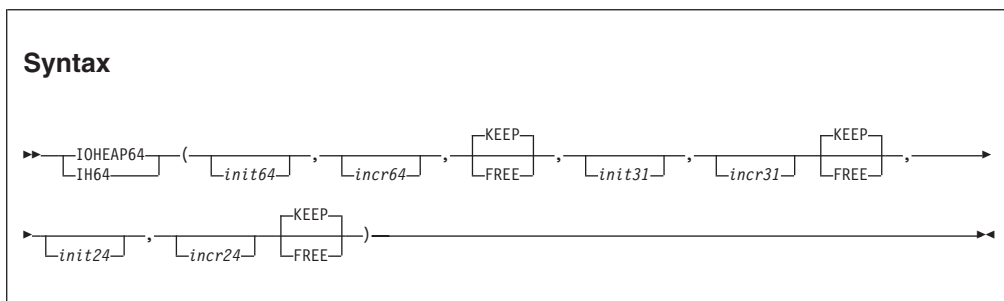 Syntax
KEEP KEEP
IOHEAP64 ( , , , , ,
IH64 init64 incr64 FREE init31 incr31 FREE
KEEP
, )
init24 incr24 FREE